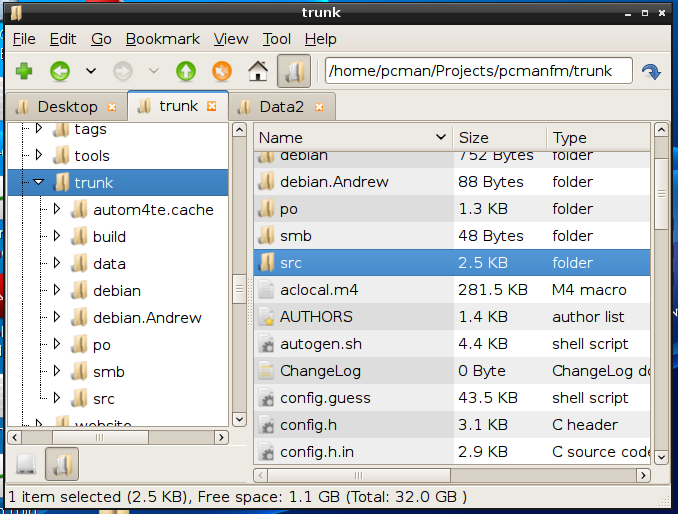 trunk
File Edit Go Bookmark View Tool Help
/home/pcman/Projects/pcmanfm/trunk
Desktop trunk Data2
tags
tools
trunk
autom4te.cache
build
data
debian
debian.Andrew
po
smb
src
website
Name Size Type
debian 752 Bytes folder
debian.Andrew 88 Bytes folder
po 1.3 KB folder
smb 48 Bytes folder
src 2.5 KB folder
aclocal.m4 281.5 KB M4 macro
AUTHORS 1.4 KB author list
autogen.sh 4.4 KB shell script
ChangeLog 0 Byte ChangeLog do
config.guess 43.5 KB shell script
config.h 3.1 KB C header
config.h.in 2.9 KB C source code
1 item selected (2.5 KB), Free space: 1.1 GB (Total: 32.0 GB )